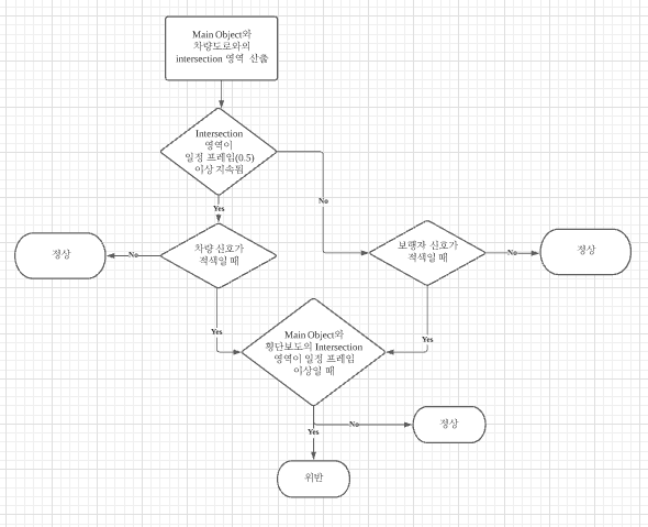 Main Object와
차량도로와의
intersection 영역 산출
Intersection
영역이
일정 프레임(0.5)
이상 지속됨
No
Yes
차량 신호가
적색일 때
No
정상
보행자 신호가
적색일 때
No
정상
Yes
Yes
Main Object와
횡단보도의 Intersection
영역이 일정 프레임
이상일 때
No
정상
Yes
위반